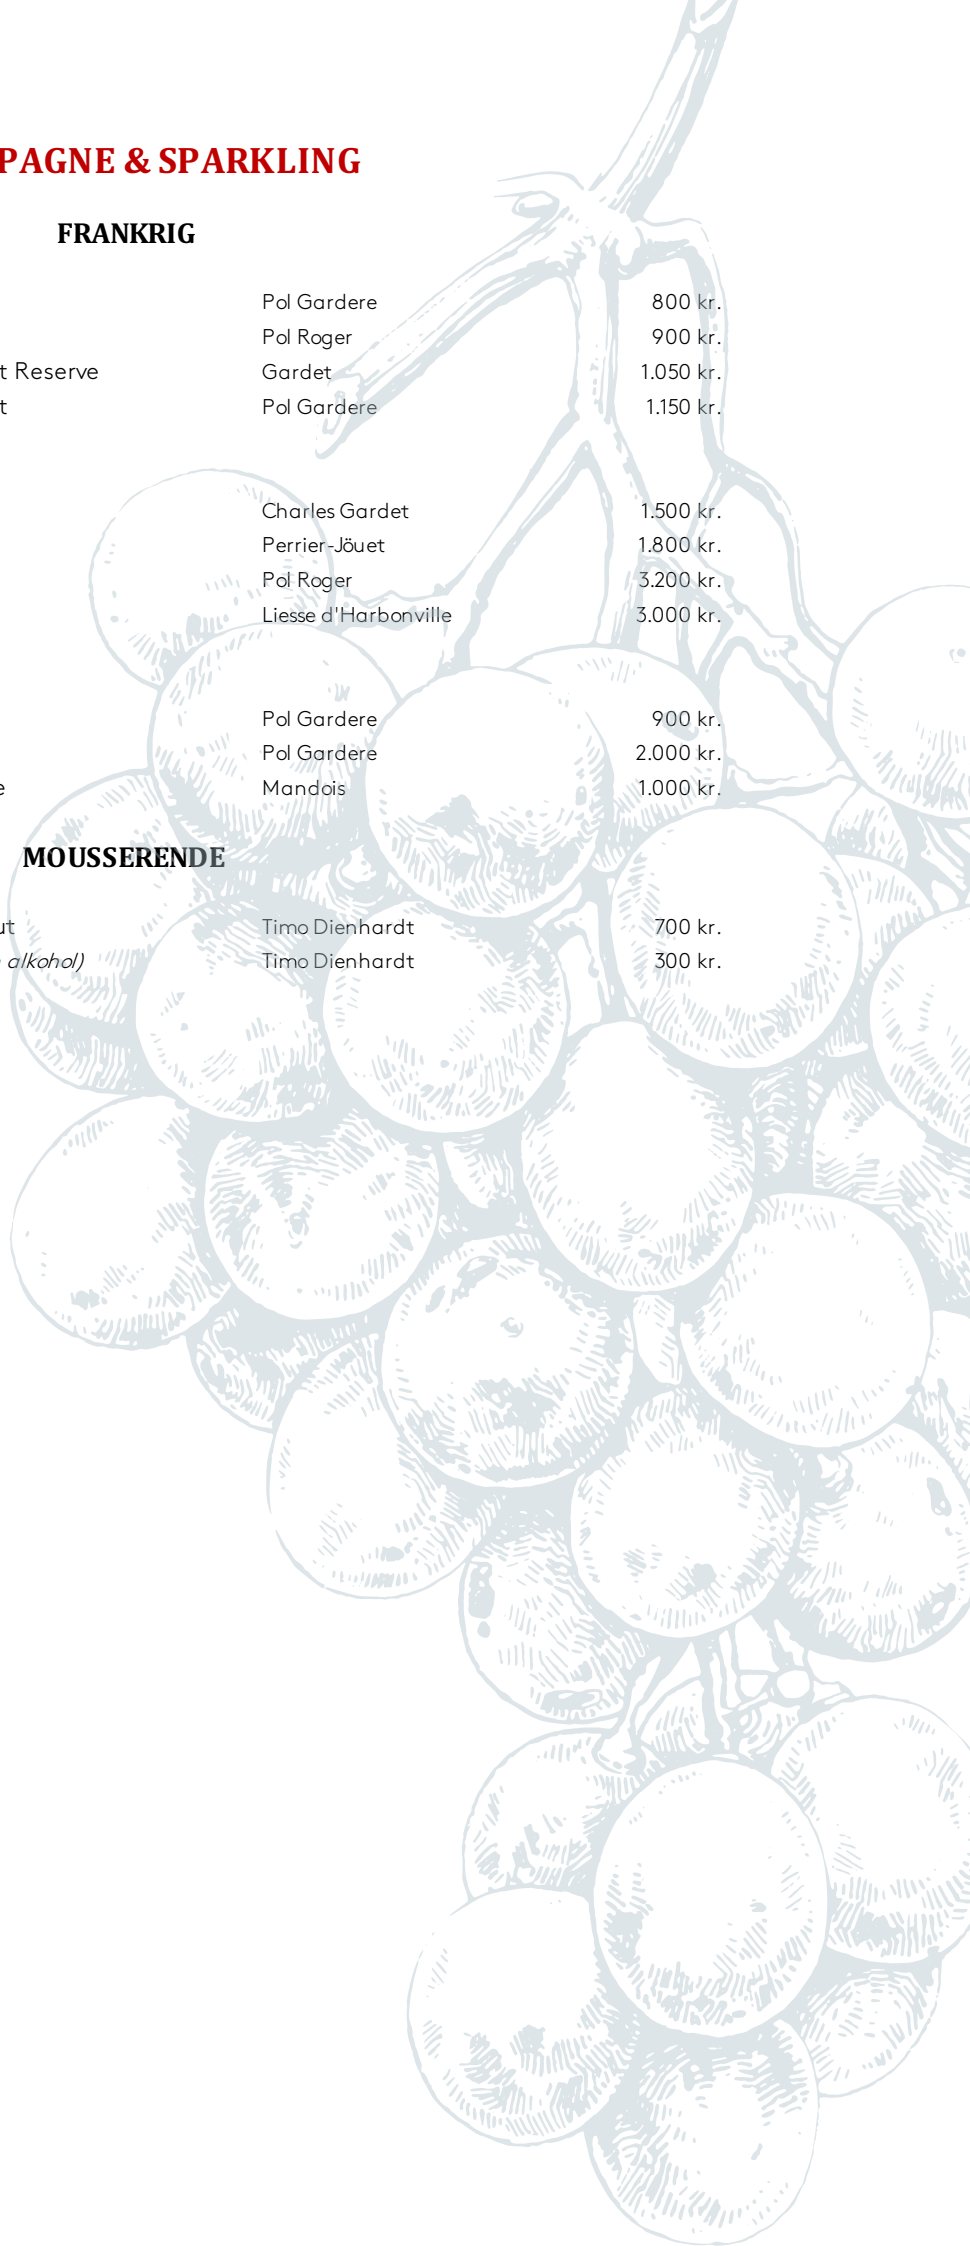 PAGNE & SPARKLING
FRANKRIG
Pol Gardere 800 kr.
Pol Roger 900 kr.
t Reserve Gardet 1.050 kr.
t Pol Gardere 1.150 kr.
Charles Gardet 1.500 kr.
Perrier-Jöuet 1.800 kr.
Pol Roger 3.200 kr.
Liesse d'Harbonville 3.000 kr.
Pol Gardere 900 kr.
Pol Gardere 2.000 kr.
e Mandois 1.000 kr.
MOUSSERENDE
ut Timo Dienhardt 700 kr.
alkohol) Timo Dienhardt 300 kr.